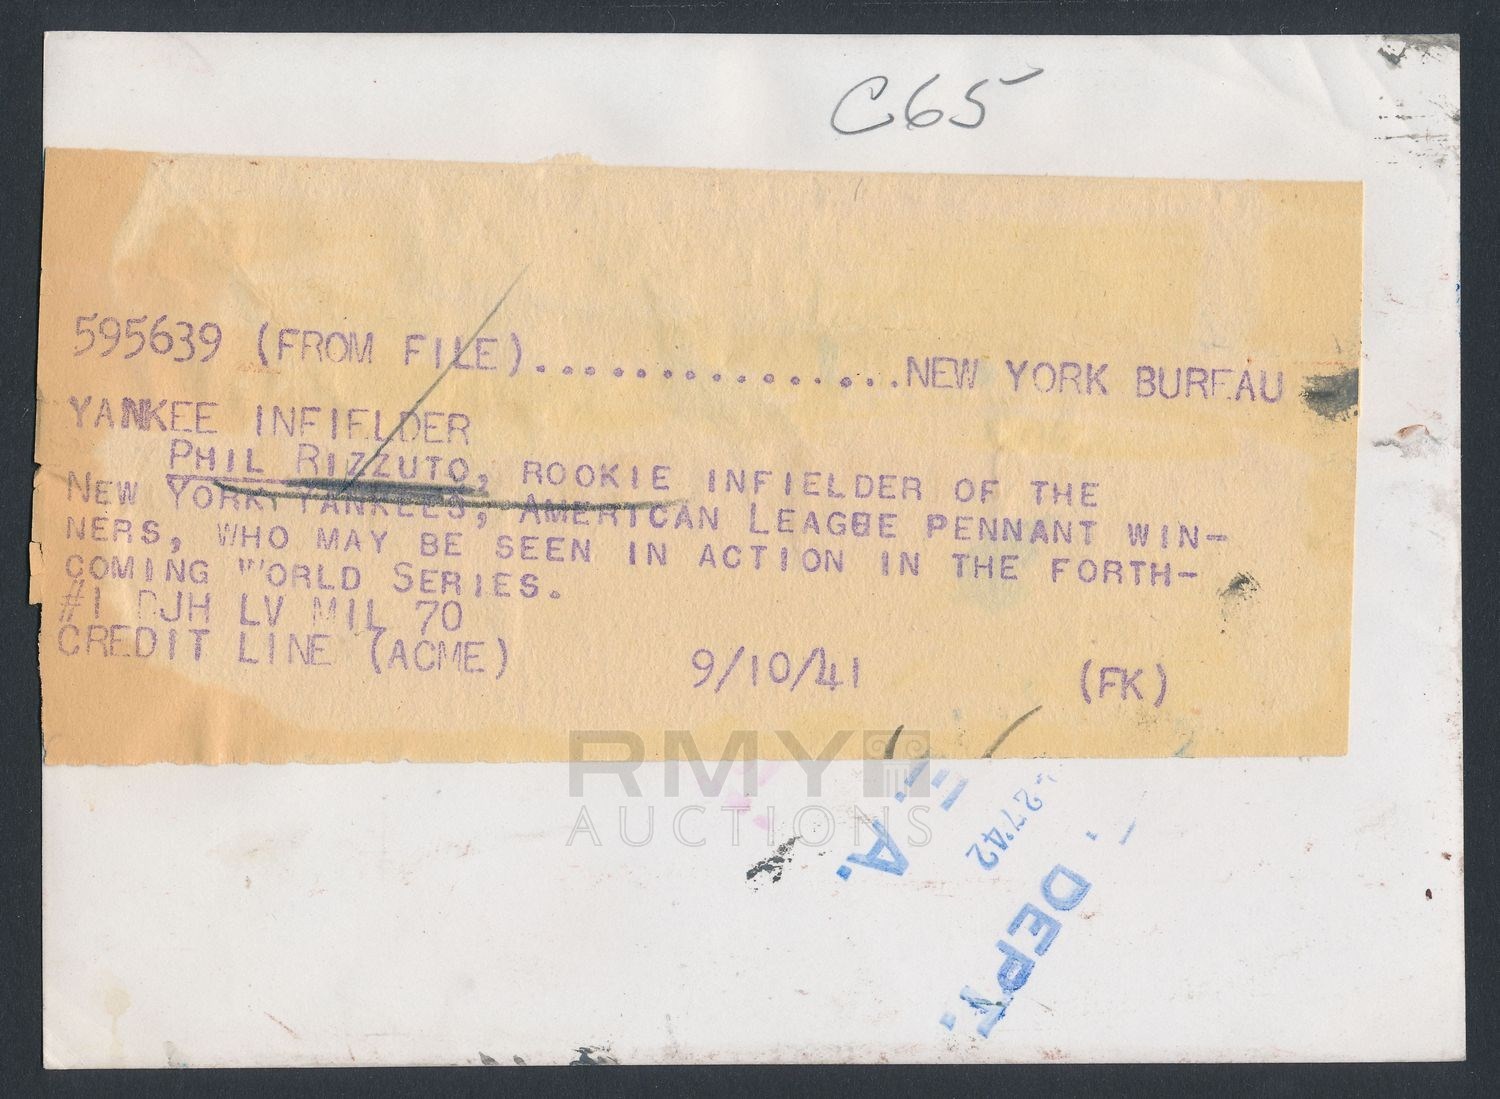 C65
595639 (FROM FILE)................NEW YORK BUREAU
YANKEE INFIELDER
PHIL RIZZUTO, ROOKIE INFIELDER OF THE
NEW YORK YANKEES, AMERICAN LEAGUE PENNANT WIN-
NERS, WHO MAY BE SEEN IN ACTION IN THE FORTH-
COMING WORLD SERIES.
#1 DJH LV MIL 70
CREDIT LINE (ACME) 9/10/41 (FK)
RMY
AUCTIONS
E. A.
2742
DEPT.